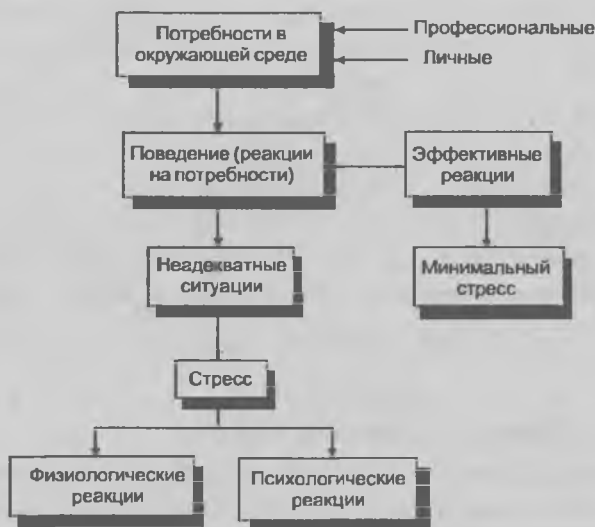 Потребности в
окружающей среде
Профессиональные
Личные
Поведение (реакции
на потребности)
Эффективные
реакции
Неадекватные
ситуации
Минимальный
стресс
Стресс
Физиологические
реакции
Психологические
реакции